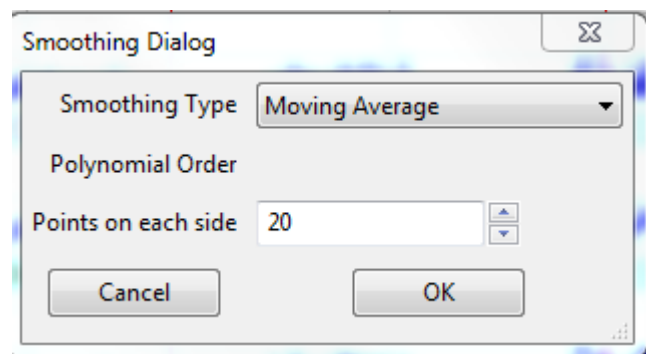 Smoothing Dialog
Smoothing Type Moving Average
Polynomial Order
Points on each side 20
Cancel OK